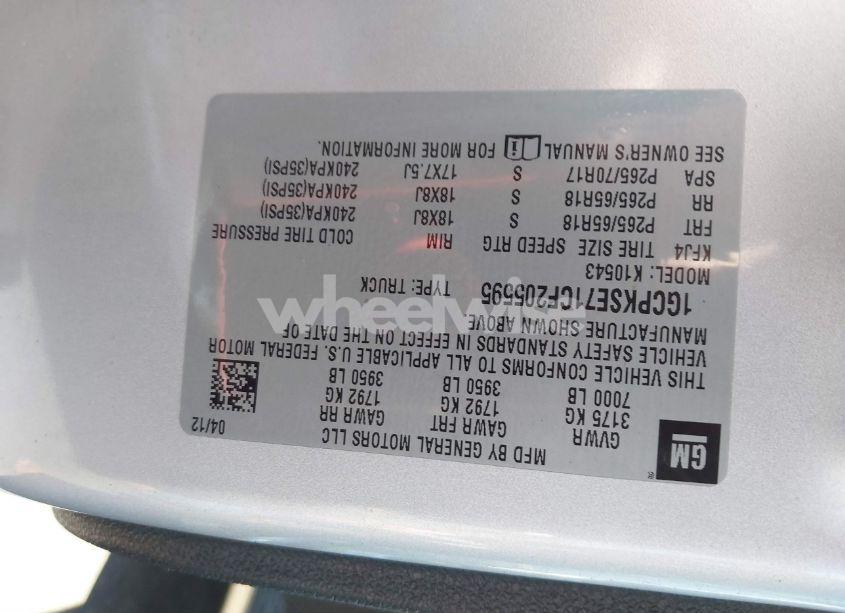 GM
MFD BY GENERAL MOTORS LLC
04/12
GVWR GAWR FRT GAWR RR
3175 KG 1792 KG 1792 KG
7000 LB 3950 LB 3950 LB
THIS VEHICLE CONFORMS TO ALL APPLICABLE U.S. FEDERAL MOTOR
VEHICLE SAFETY STANDARDS IN EFFECT ON THE DATE OF
MANUFACTURE SHOWN ABOVE.
1GCPKSE71CF205595 TYPE: TRUCK
MODEL: K10543
KFJ4 TIRE SIZE SPEED RTG RIM COLD TIRE PRESSURE
FRT P265/65R18 S 18X8J 240KPA(35PSI)
RR P265/65R18 S 18X8J 240KPA(35PSI)
SPA P265/70R17 S 17X7.5J 240KPA(35PSI)
SEE OWNER'S MANUAL FOR MORE INFORMATION.
wheelwise